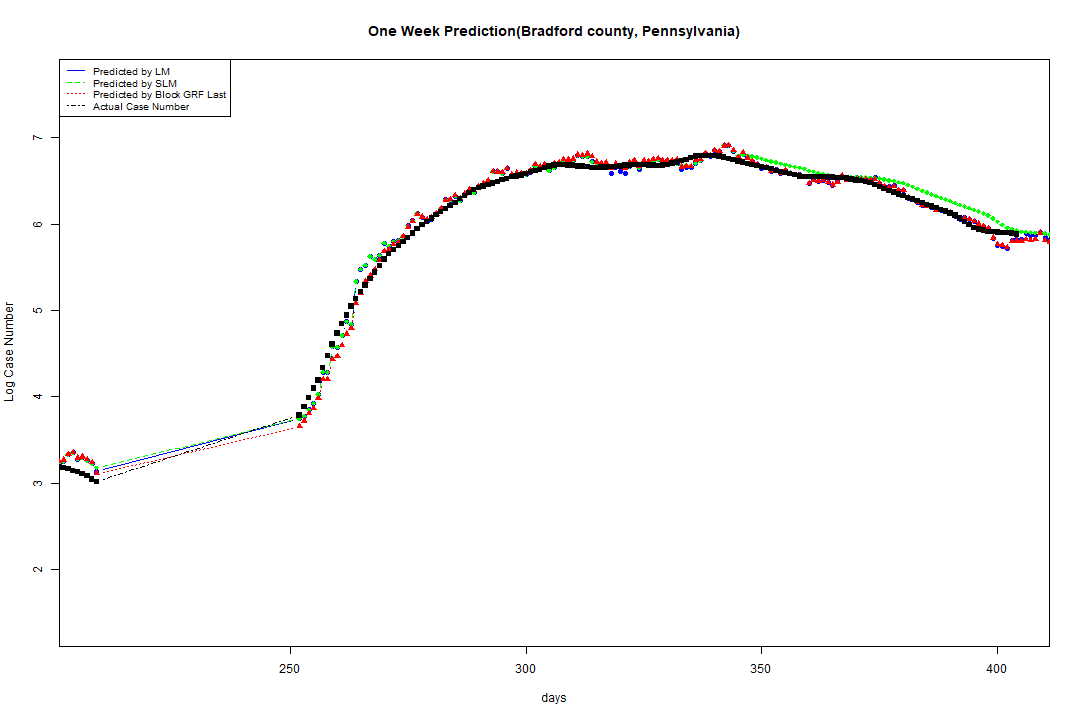 One Week Prediction(Bradford county, Pennsylvania)
Predicted by LM
Predicted by SLM
Predicted by Block GRF Last
Actual Case Number
7
6
5
4
3
2
Log Case Number
250 300 350 400
days